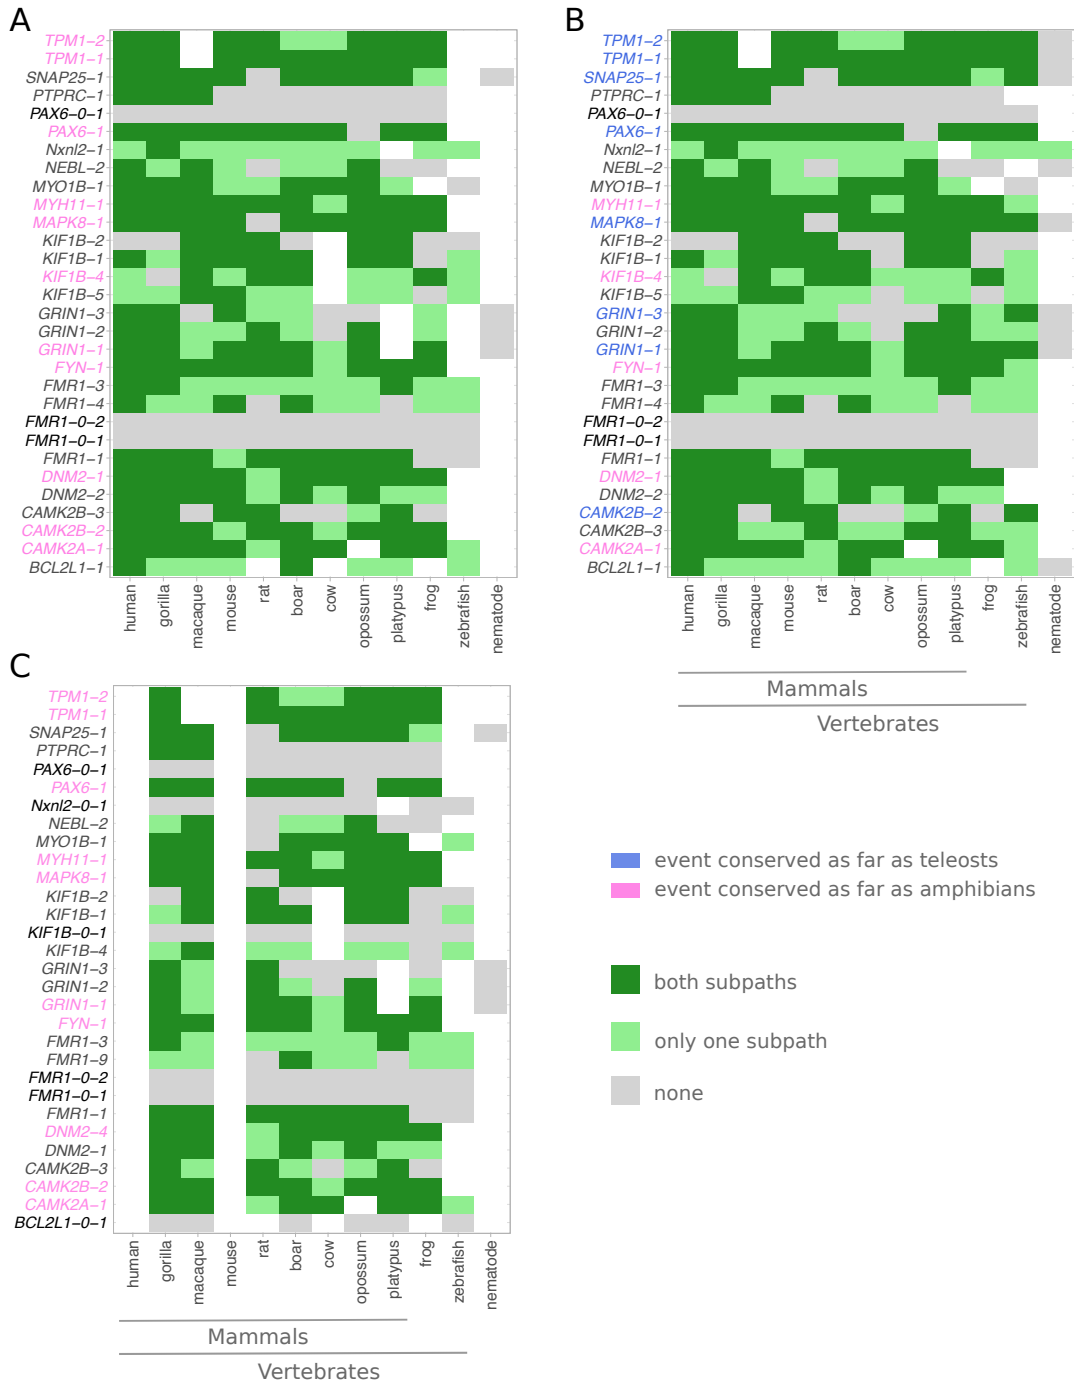 A
TPM1−2
TPM1−1
SNAP25−1
PTPRC−1
PAX6−0−1
PAX6−1
Nxnl2−1
NEBL−2
MYO1B−1
MYH11−1
MAPK8−1
KIF1B−2
KIF1B−1
KIF1B−4
KIF1B−5
GRIN1−3
GRIN1−2
GRIN1−1
FYN−1
FMR1−3
FMR1−4
FMR1−0−2
FMR1−0−1
FMR1−1
DNM2−1
DNM2−2
CAMK2B−3
CAMK2B−2
CAMK2A−1
BCL2L1−1
human
gorilla
macaque
mouse
rat
boar
cow
opossum
platypus
frog
zebrafish
nematode
B
TPM1−2
TPM1−1
SNAP25−1
PTPRC−1
PAX6−0−1
PAX6−1
Nxnl2−1
NEBL−2
MYO1B−1
MYH11−1
MAPK8−1
KIF1B−2
KIF1B−1
KIF1B−4
KIF1B−5
GRIN1−3
GRIN1−2
GRIN1−1
FYN−1
FMR1−3
FMR1−4
FMR1−0−2
FMR1−0−1
FMR1−1
DNM2−1
DNM2−2
CAMK2B−2
CAMK2B−3
CAMK2A−1
BCL2L1−1
human
gorilla
macaque
mouse
rat
boar
cow
opossum
platypus
frog
zebrafish
nematode
Mammals
Vertebrates
C
TPM1−2
TPM1−1
SNAP25−1
PTPRC−1
PAX6−0−1
PAX6−1
Nxnl2−0−1
NEBL−2
MYO1B−1
MYH11−1
MAPK8−1
KIF1B−2
KIF1B−1
KIF1B−0−1
KIF1B−4
GRIN1−3
GRIN1−2
GRIN1−1
FYN−1
FMR1−3
FMR1−9
FMR1−0−2
FMR1−0−1
FMR1−1
DNM2−4
DNM2−1
CAMK2B−3
CAMK2B−2
CAMK2A−1
BCL2L1−0−1
human
gorilla
macaque
mouse
rat
boar
cow
opossum
platypus
frog
zebrafish
nematode
Mammals
Vertebrates
event conserved as far as teleosts
event conserved as far as amphibians
both subpaths
only one subpath
none